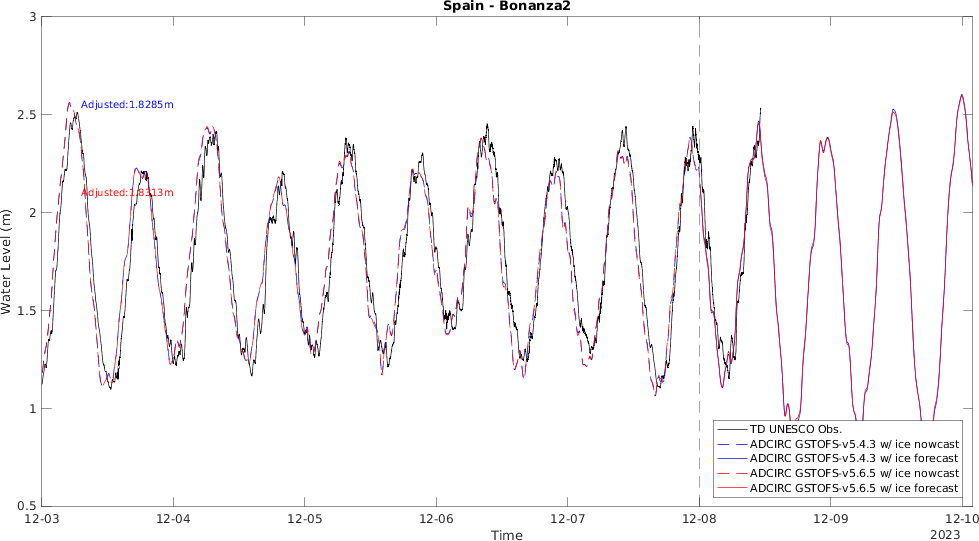 Spain - Bonanza2
3
2.5
2
1.5
1
0.5
Water Level (m)
Adjusted:1.8285m
Adjusted:1.8313m
TD UNESCO Obs.
ADCIRC GSTOFS-v5.4.3 w/ ice nowcast
ADCIRC GSTOFS-v5.4.3 w/ ice forecast
ADCIRC GSTOFS-v5.6.5 w/ ice nowcast
ADCIRC GSTOFS-v5.6.5 w/ ice forecast
12-03 12-04 12-05 12-06 12-07 12-08 12-09 12-10
Time
2023